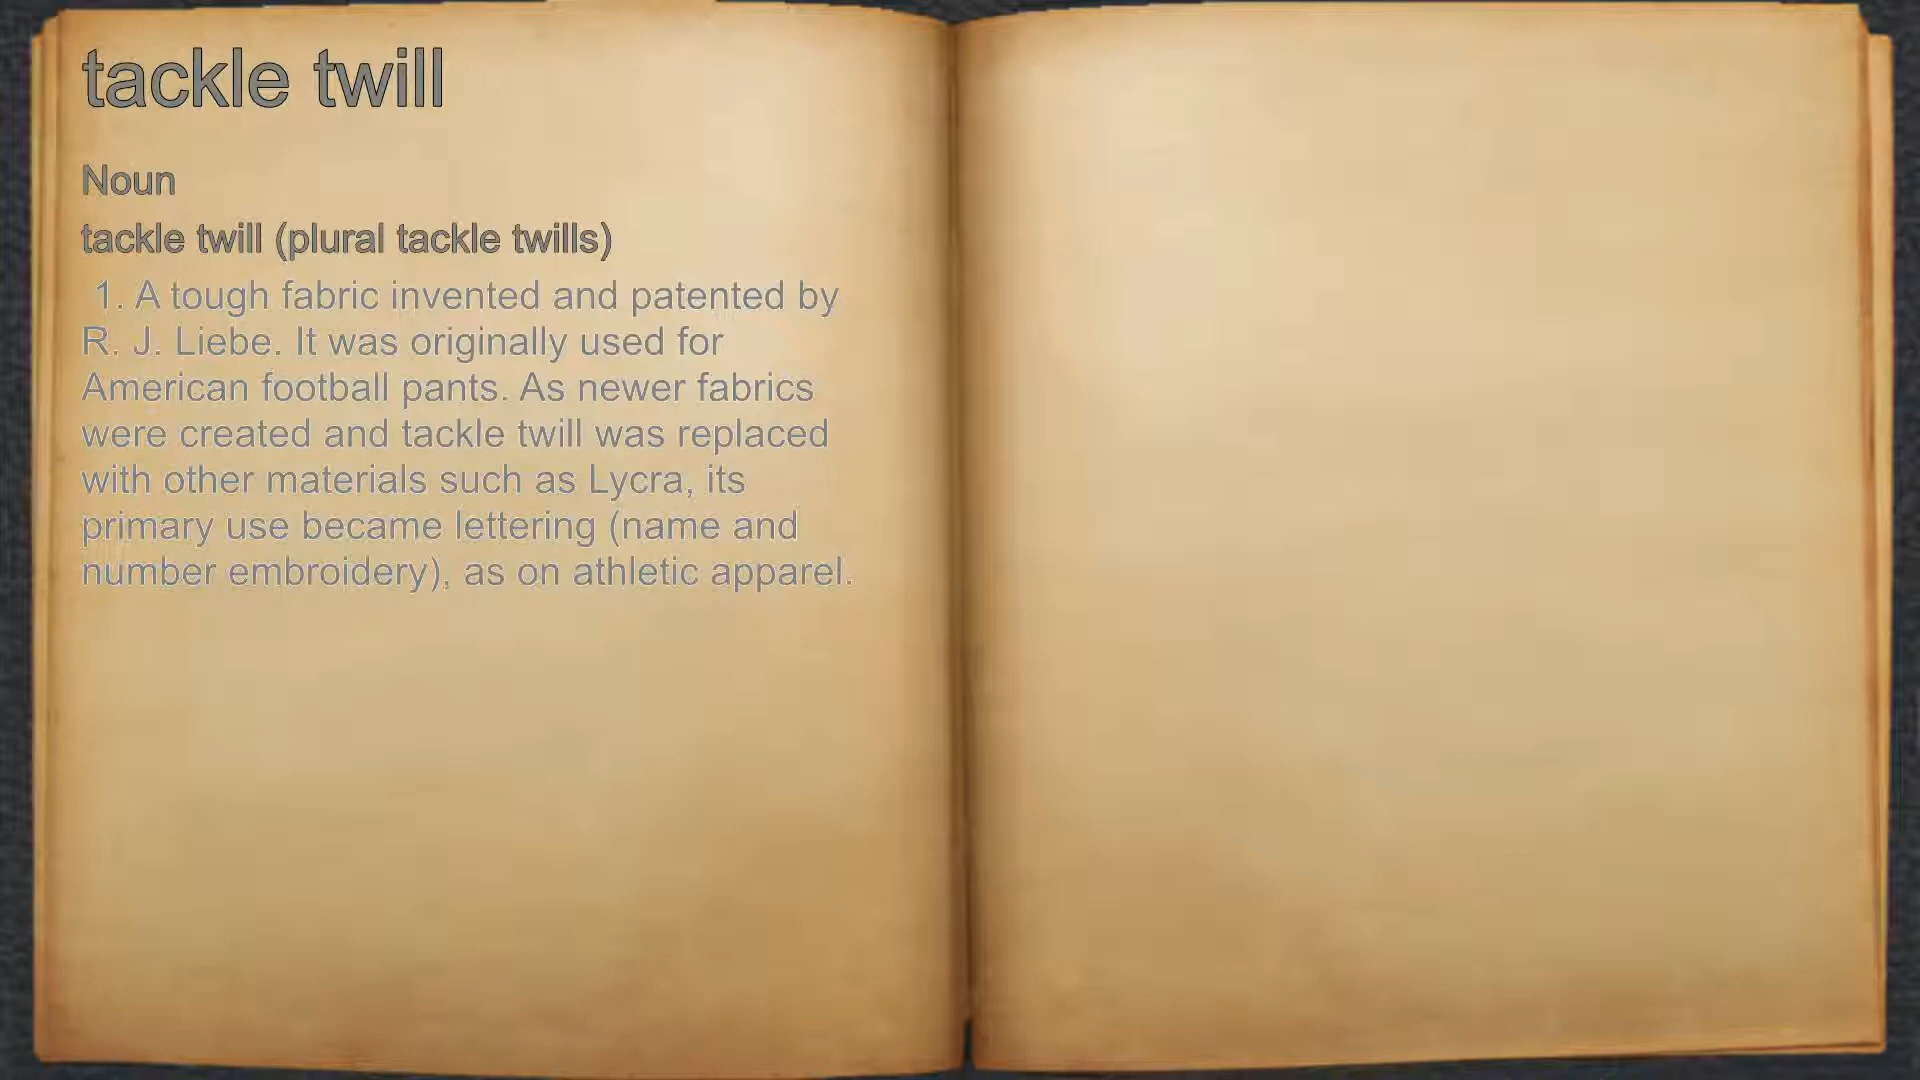 tackle twill
Noun
tackle twill (plural tackle twills)
1. A tough fabric invented and patented by
R. J. Liebe. It was originally used for
American football pants. As newer fabrics
were created and tackle twill was replaced
with other materials such as Lycra, its
primary use became lettering (name and
number embroidery), as on athletic apparel.